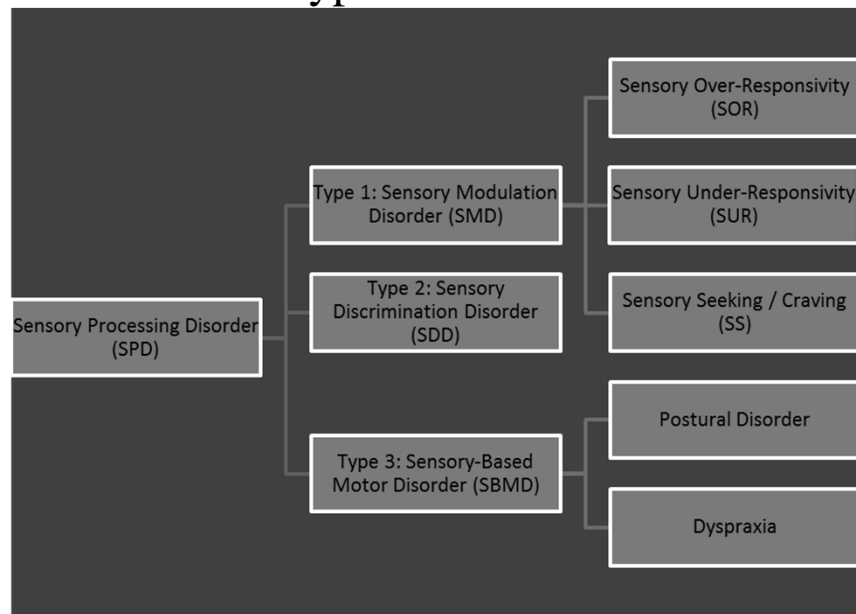 Sensory Over-Responsivity
(SOR)
Type 1: Sensory Modulation
Disorder (SMD)
Sensory Under-Responsivity
(SUR)
Type 2: Sensory
Discrimination Disorder
(SDD)
Sensory Seeking / Craving
(SS)
Sensory Processing Disorder
(SPD)
Postural Disorder
Type 3: Sensory-Based
Motor Disorder (SBMD)
Dyspraxia